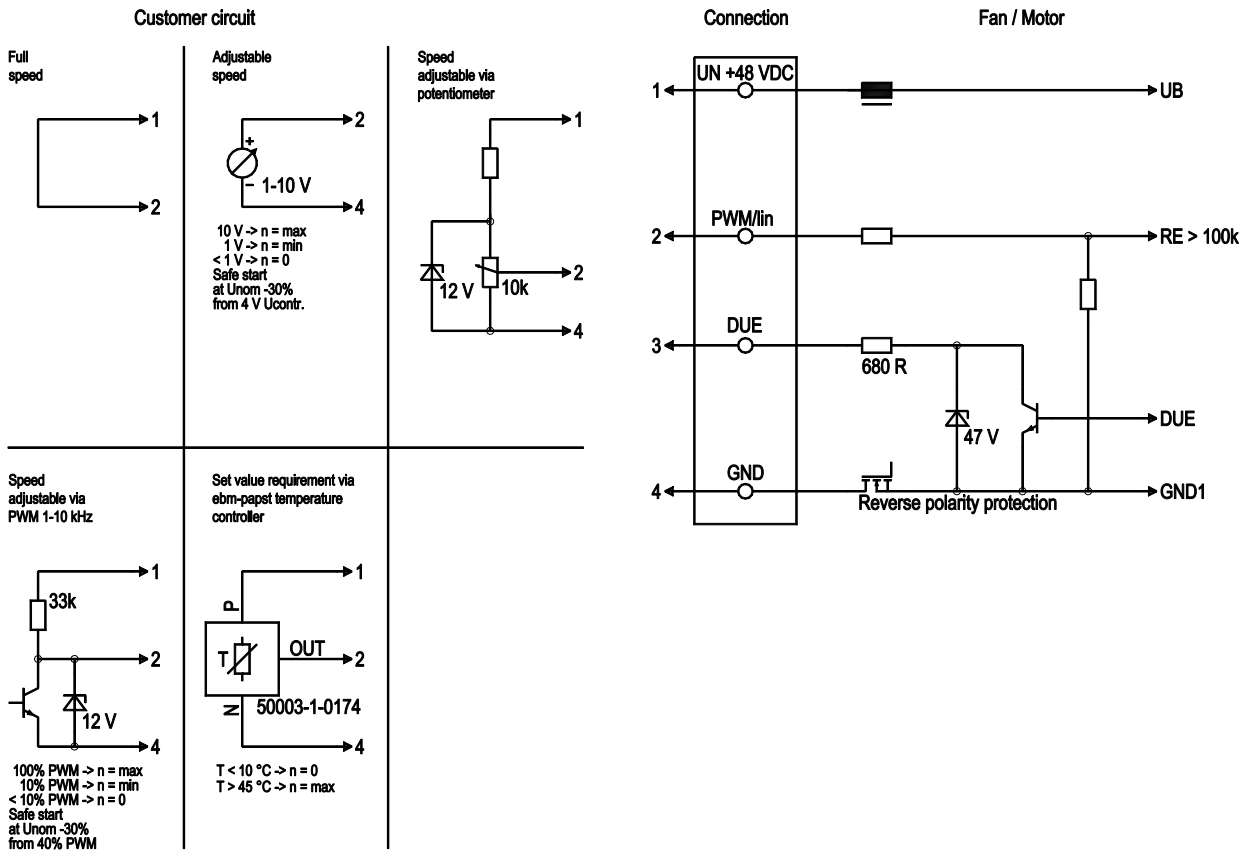 Customer circuit
Connection
Fan / Motor
Full
speed
1
2
Adjustable
speed
2
+
–
1-10 V
4
10 V -> n = max
1 V -> n = min
< 1 V -> n = 0
Safe start
at Unom -30%
from 4 V Ucontr.
Speed
adjustable via
potentiometer
1
12 V
10k
2
4
Speed
adjustable via
PWM 1-10 kHz
1
33k
2
12 V
4
100% PWM -> n = max
10% PWM -> n = min
< 10% PWM -> n = 0
Safe start
at Unom -30%
from 40% PWM
Set value requirement via
ebm-papst temperature
controller
1
P
T
OUT
2
N
50003-1-0174
4
T < 10 °C -> n = 0
T > 45 °C -> n = max
UN +48 VDC
1
UB
PWM/lin
2
RE > 100k
DUE
3
680 R
47 V
DUE
GND
4
GND1
Reverse polarity protection